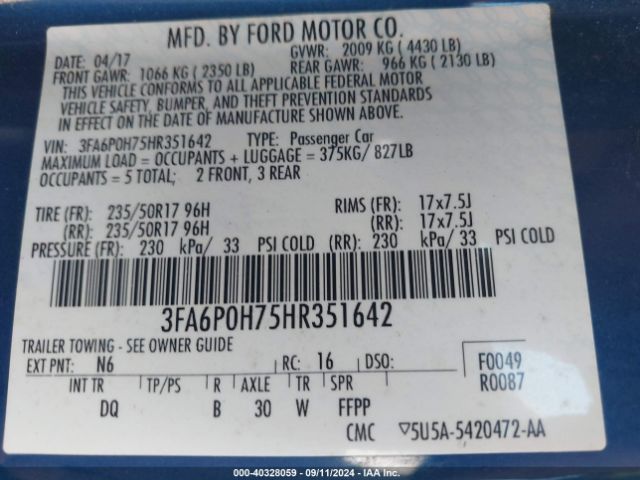 MFD. BY FORD MOTOR CO.
DATE: 04/17 GVWR: 2009 KG ( 4430 LB)
FRONT GAWR: 1066 KG ( 2350 LB) REAR GAWR: 966 KG ( 2130 LB)
THIS VEHICLE CONFORMS TO ALL APPLICABLE FEDERAL MOTOR
VEHICLE SAFETY, BUMPER, AND THEFT PREVENTION STANDARDS
IN EFFECT ON THE DATE OF MANUFACTURE SHOWN ABOVE.
VIN: 3FA6P0H75HR351642 TYPE: Passenger Car
MAXIMUM LOAD = OCCUPANTS + LUGGAGE = 375KG/ 827LB
OCCUPANTS = 5 TOTAL; 2 FRONT, 3 REAR
TIRE (FR): 235/50R17 96H RIMS (FR): 17x7.5J
(RR): 235/50R17 96H (RR): 17x7.5J
PRESSURE (FR): 230 kPa/ 33 PSI COLD (RR): 230 kPa/ 33 PSI COLD
3FA6P0H75HR351642
TRAILER TOWING - SEE OWNER GUIDE
EXT PNT: N6 RC: 16 DSO: F0049
INT TR TP/PS R AXLE TR SPR R0087
DQ B 30 W FFPP
CMC ▽5U5A-5420472-AA
000-40328059 - 09/11/2024 - IAA Inc.